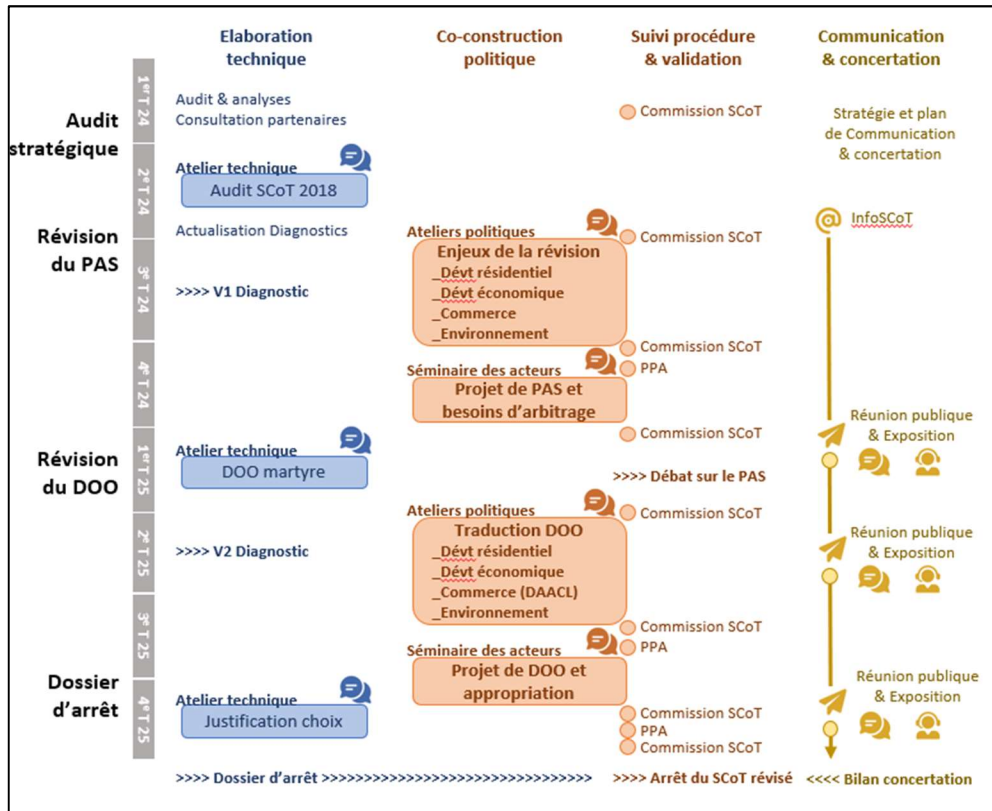 Elaboration
technique
Co-construction
politique
Suivi procédure
& validation
Communication
& concertation
1er T 24
2e T 24
3e T 24
4e T 24
1er T 25
2e T 25
3e T 25
4e T 25
Audit
stratégique
Révision
du PAS
Révision
du DOO
Dossier
d'arrêt
Audit & analyses
Consultation partenaires
Atelier technique
Audit SCoT 2018
Actualisation Diagnostics
>>>> V1 Diagnostic
Atelier technique
DOO martyre
>>>> V2 Diagnostic
Atelier technique
Justification choix
>>>> Dossier d'arrêt >>>>>>>>>>>>>>>>>>>>>>>>>>>>>>
Ateliers politiques
Enjeux de la révision
_Dévt résidentiel
_Dévt économique
_Commerce
_Environnement
Séminaire des acteurs
Projet de PAS et
besoins d'arbitrage
Ateliers politiques
Traduction DOO
_Dévt résidentiel
_Dévt économique
_Commerce (DAACL)
_Environnement
Séminaire des acteurs
Projet de DOO et
appropriation
Commission SCoT
Commission SCoT
Commission SCoT
PPA
Commission SCoT
>>>> Débat sur le PAS
Commission SCoT
Commission SCoT
PPA
Commission SCoT
PPA
Commission SCoT
>>>> Arrêt du SCoT révisé
Stratégie et plan
de Communication
& concertation
@ InfoSCoT
Réunion publique
& Exposition
Réunion publique
& Exposition
Réunion publique
& Exposition
<<<< Bilan concertation